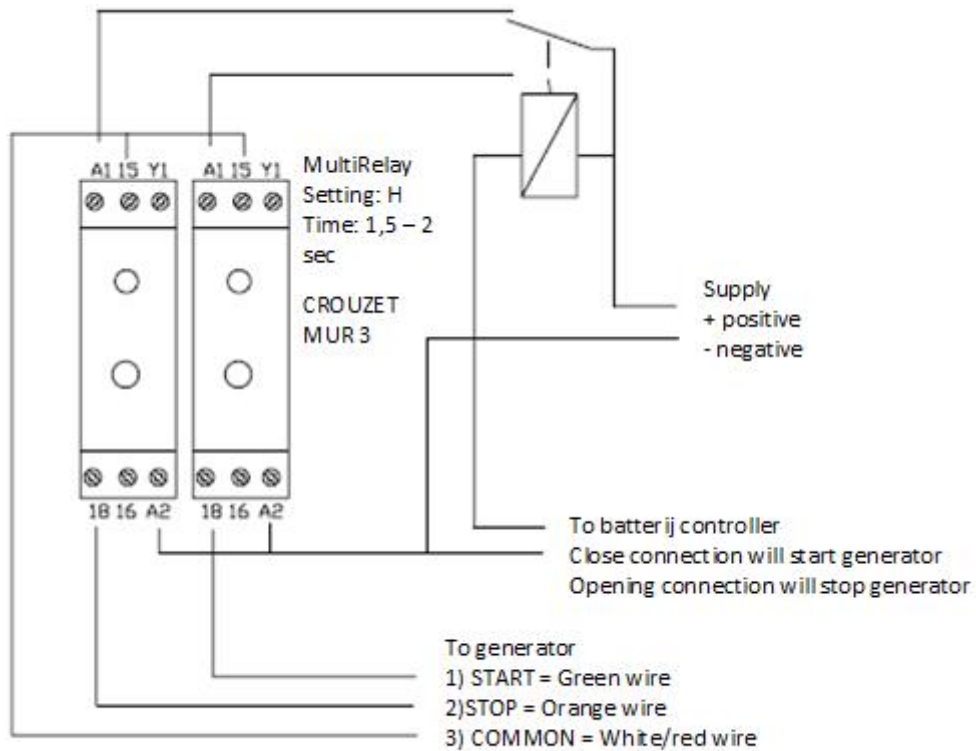 A1 15 Y1
A1 15 Y1
MultiRelay
Setting: H
Time: 1,5 – 2
sec
CROUZET
MUR 3
Supply
+ positive
- negative
18 16 A2
18 16 A2
To batterij controller
Close connection will start generator
Opening connection will stop generator
To generator
1) START = Green wire
2)STOP = Orange wire
3) COMMON = White/red wire